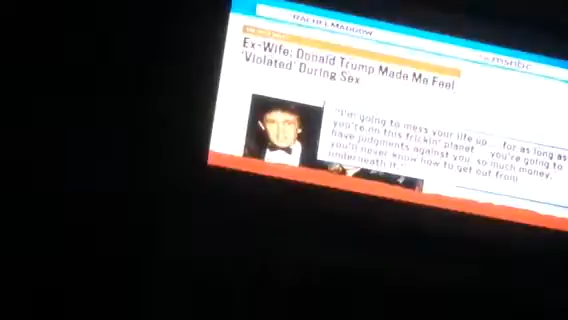 RACHEL MADDOW
msnbc
Ex-Wife: Donald Trump Made Me Feel
'Violated' During Sex
"I'm going to mess your life up ... for as long as
you're on this frickin' planet ... you're going to
have judgments against you so much money,
you'll never know how to get out from
underneath it."